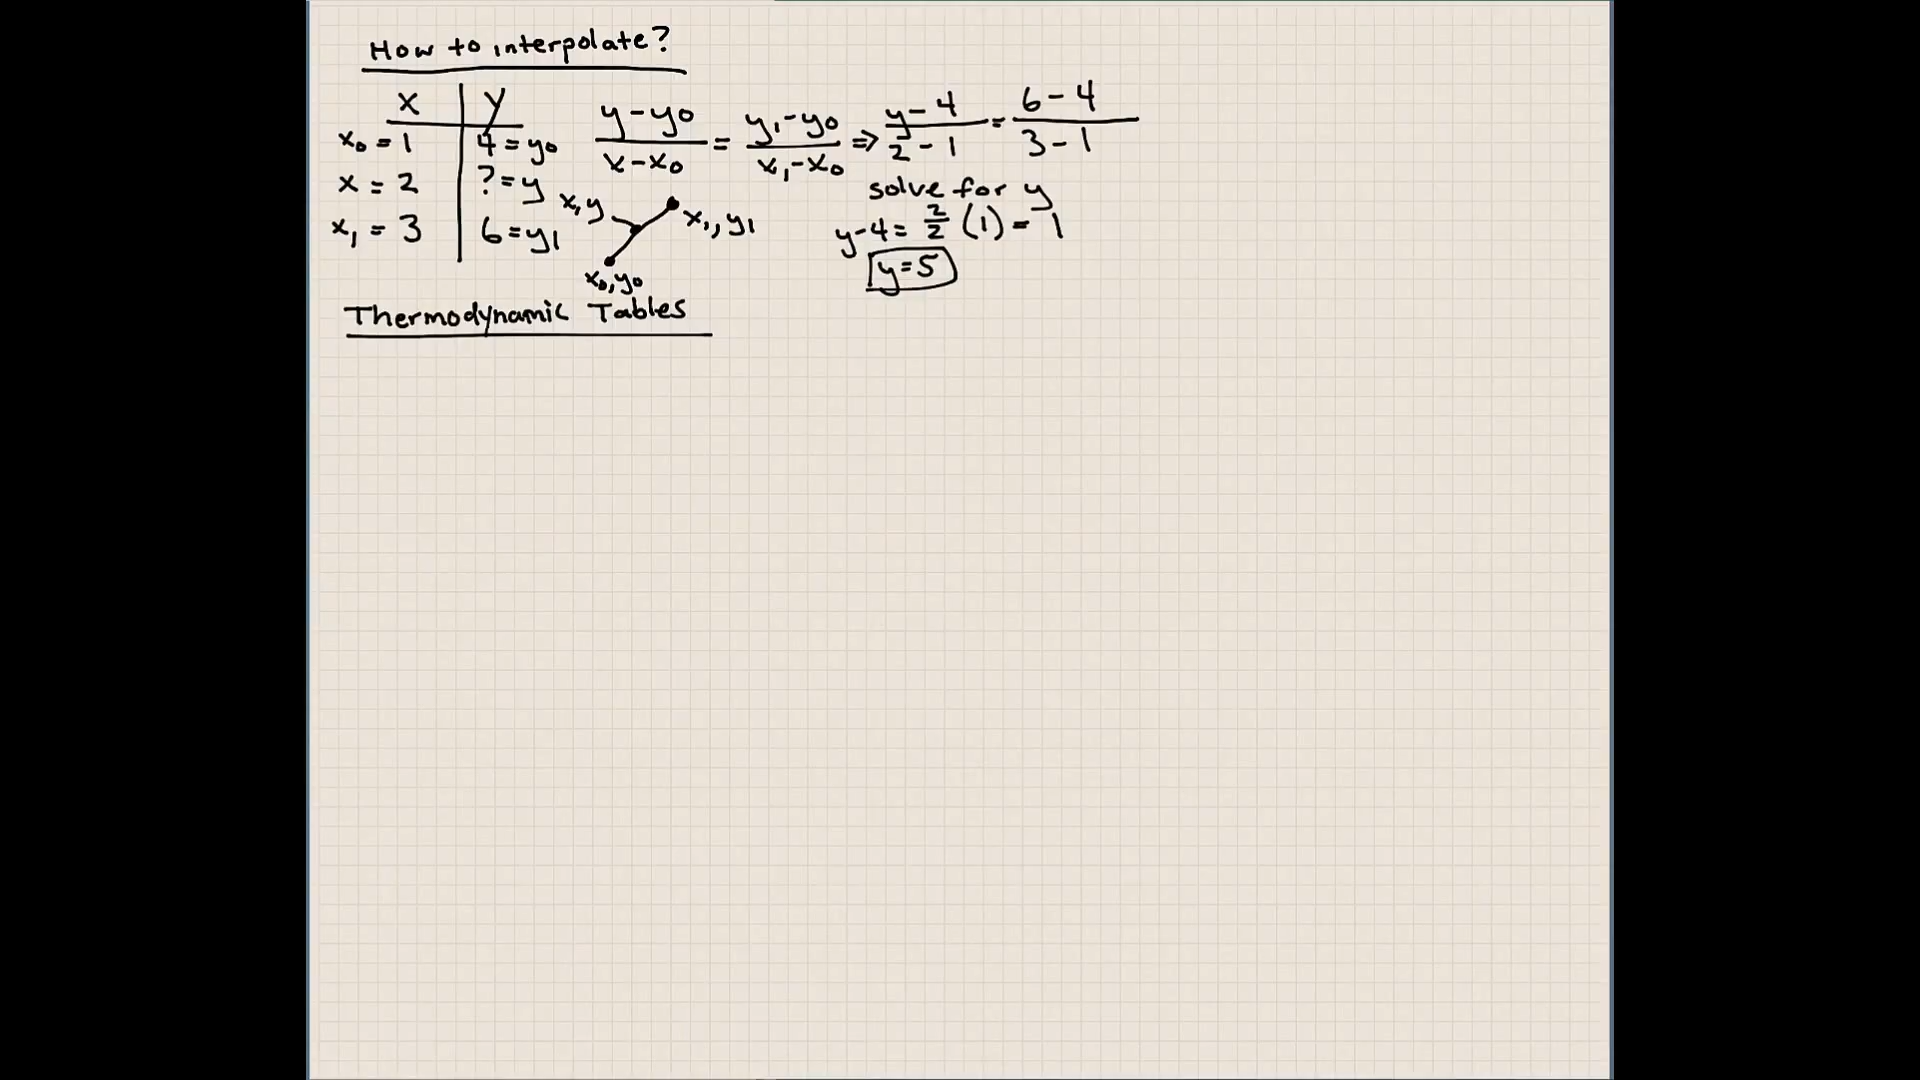 How to interpolate?
x | y
x₀ = 1 | 4 = y₀
x = 2 | ? = y
x₁ = 3 | 6 = y₁
(y - y₀)/(x - x₀) = (y₁ - y₀)/(x₁ - x₀) ⇒ (y - 4)/(2 - 1) = (6 - 4)/(3 - 1)
x, y
x₁, y₁
x₀, y₀
solve for y
y - 4 = 2/2 (1) = 1
y = 5
Thermodynamic Tables